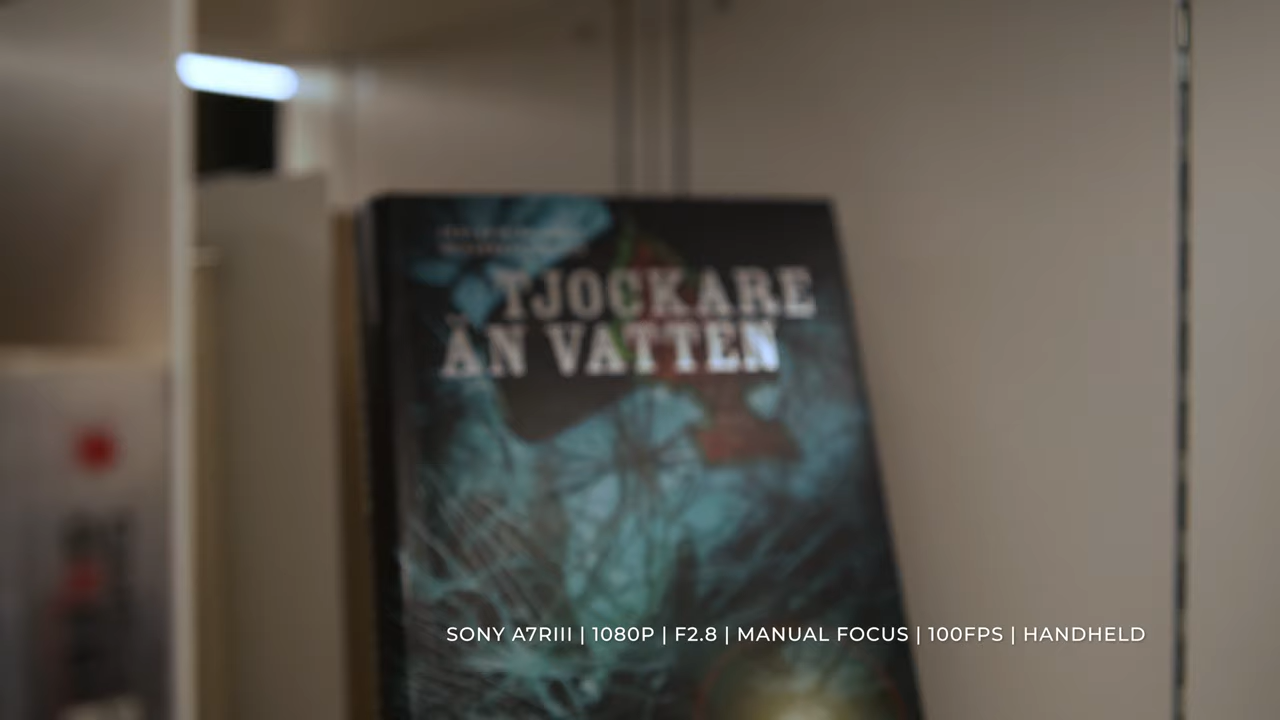 TJOCKARE
ÄN VATTEN
SONY A7RIII | 1080P | F2.8 | MANUAL FOCUS | 100FPS | HANDHELD